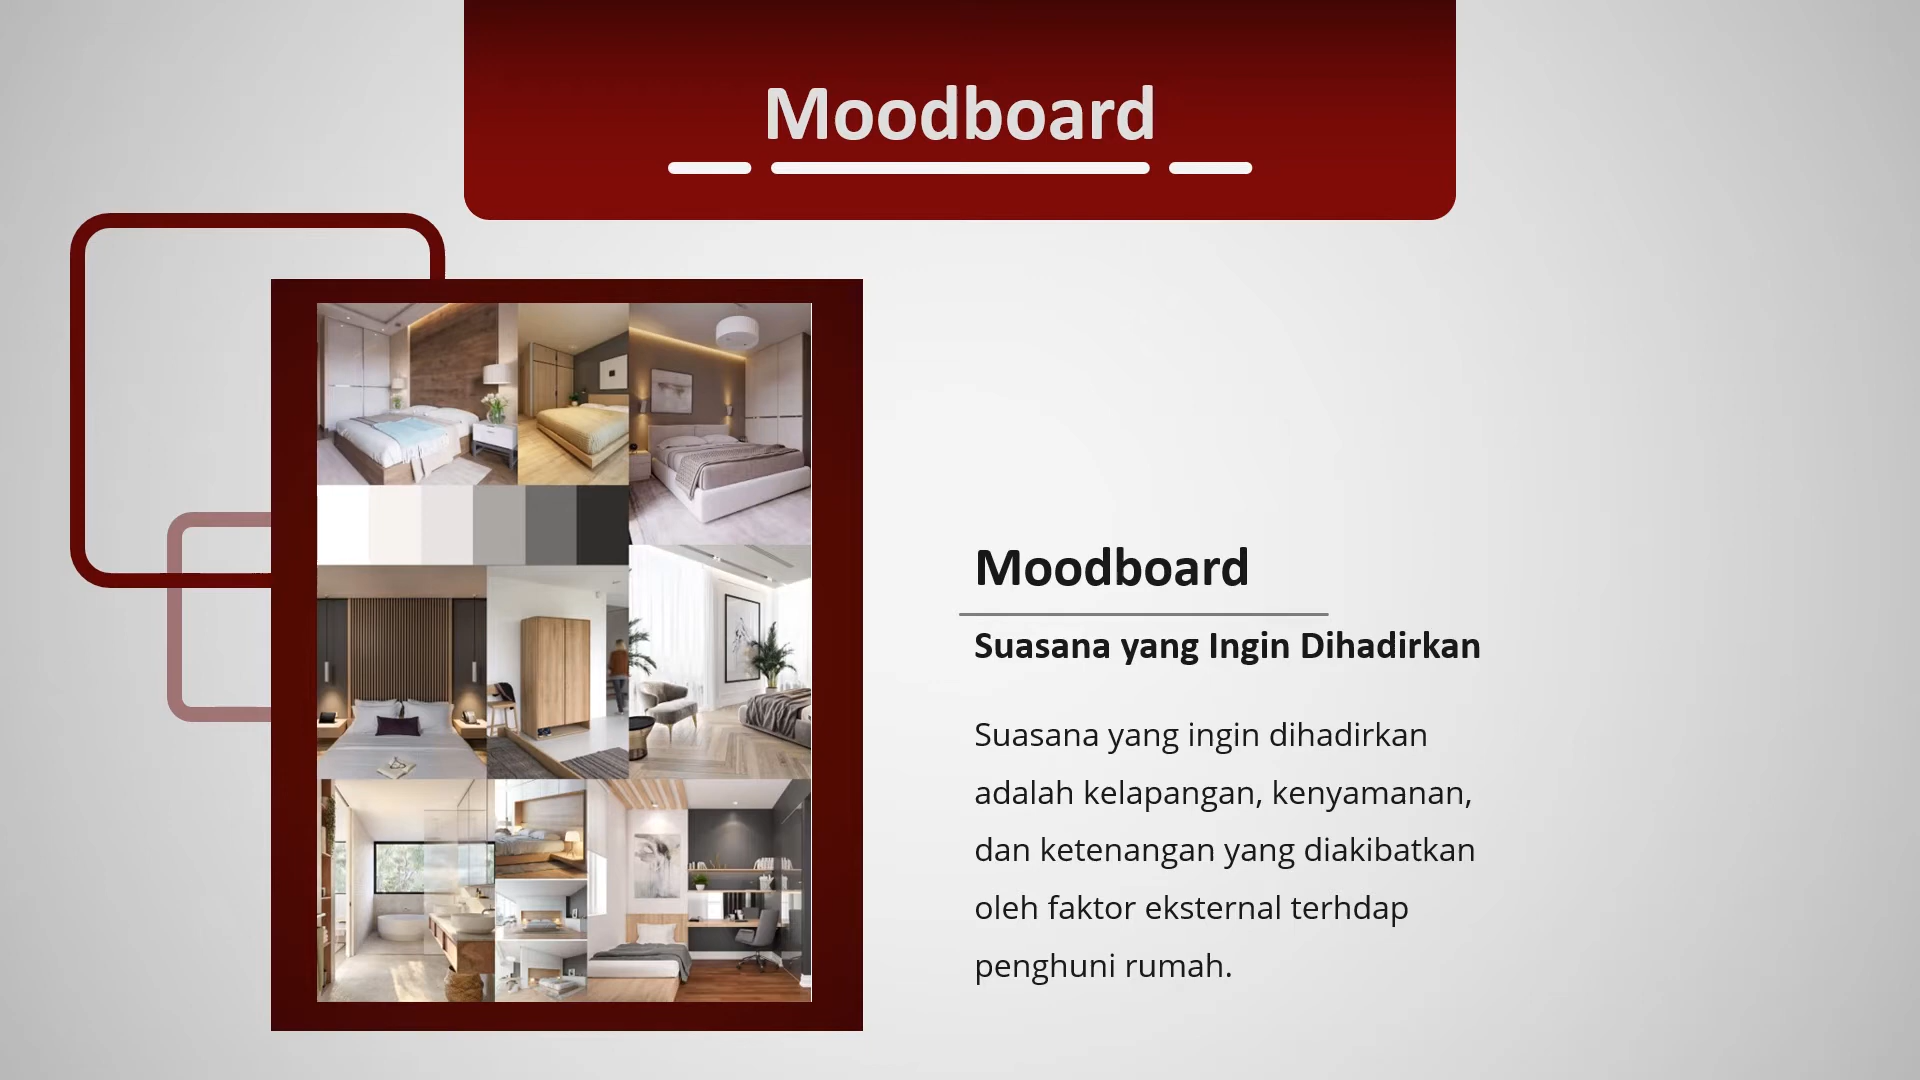 Moodboard
Moodboard
Suasana yang Ingin Dihadirkan
Suasana yang ingin dihadirkan
adalah kelapangan, kenyamanan,
dan ketenangan yang diakibatkan
oleh faktor eksternal terhdap
penghuni rumah.